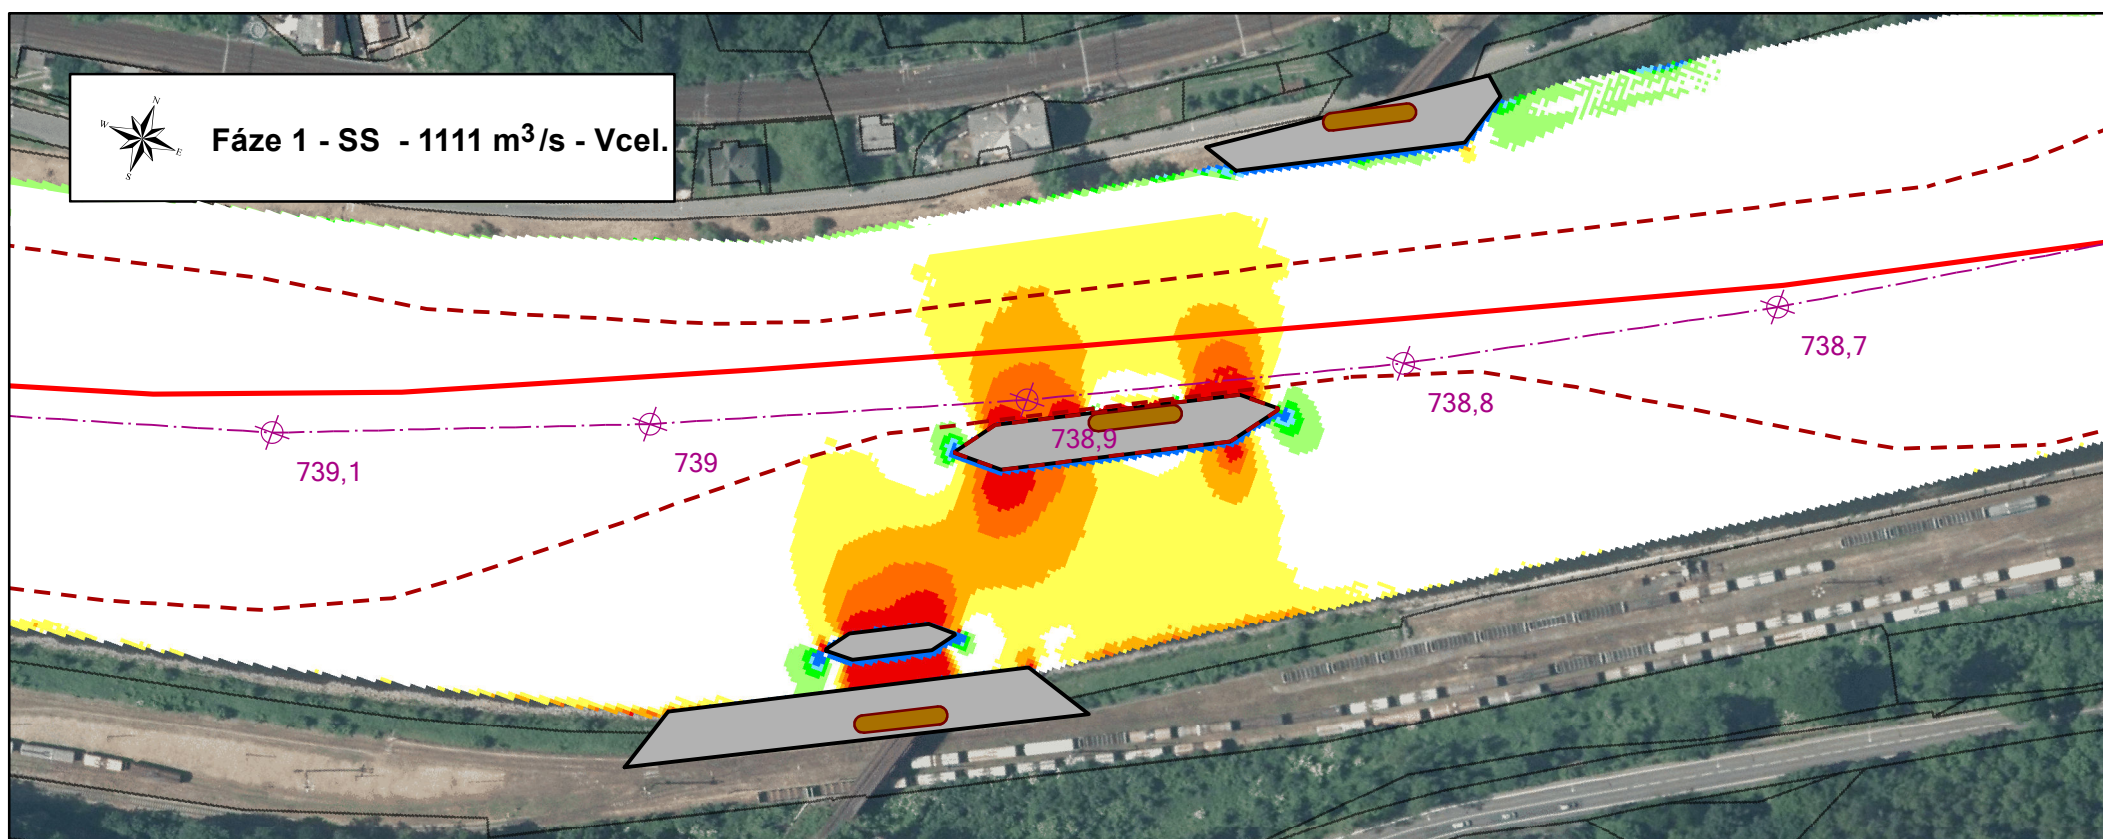 N
W
E
S
Fáze 1 - SS - 1111 m³/s - Vcel.
738,7
738,8
738,9
739
739,1